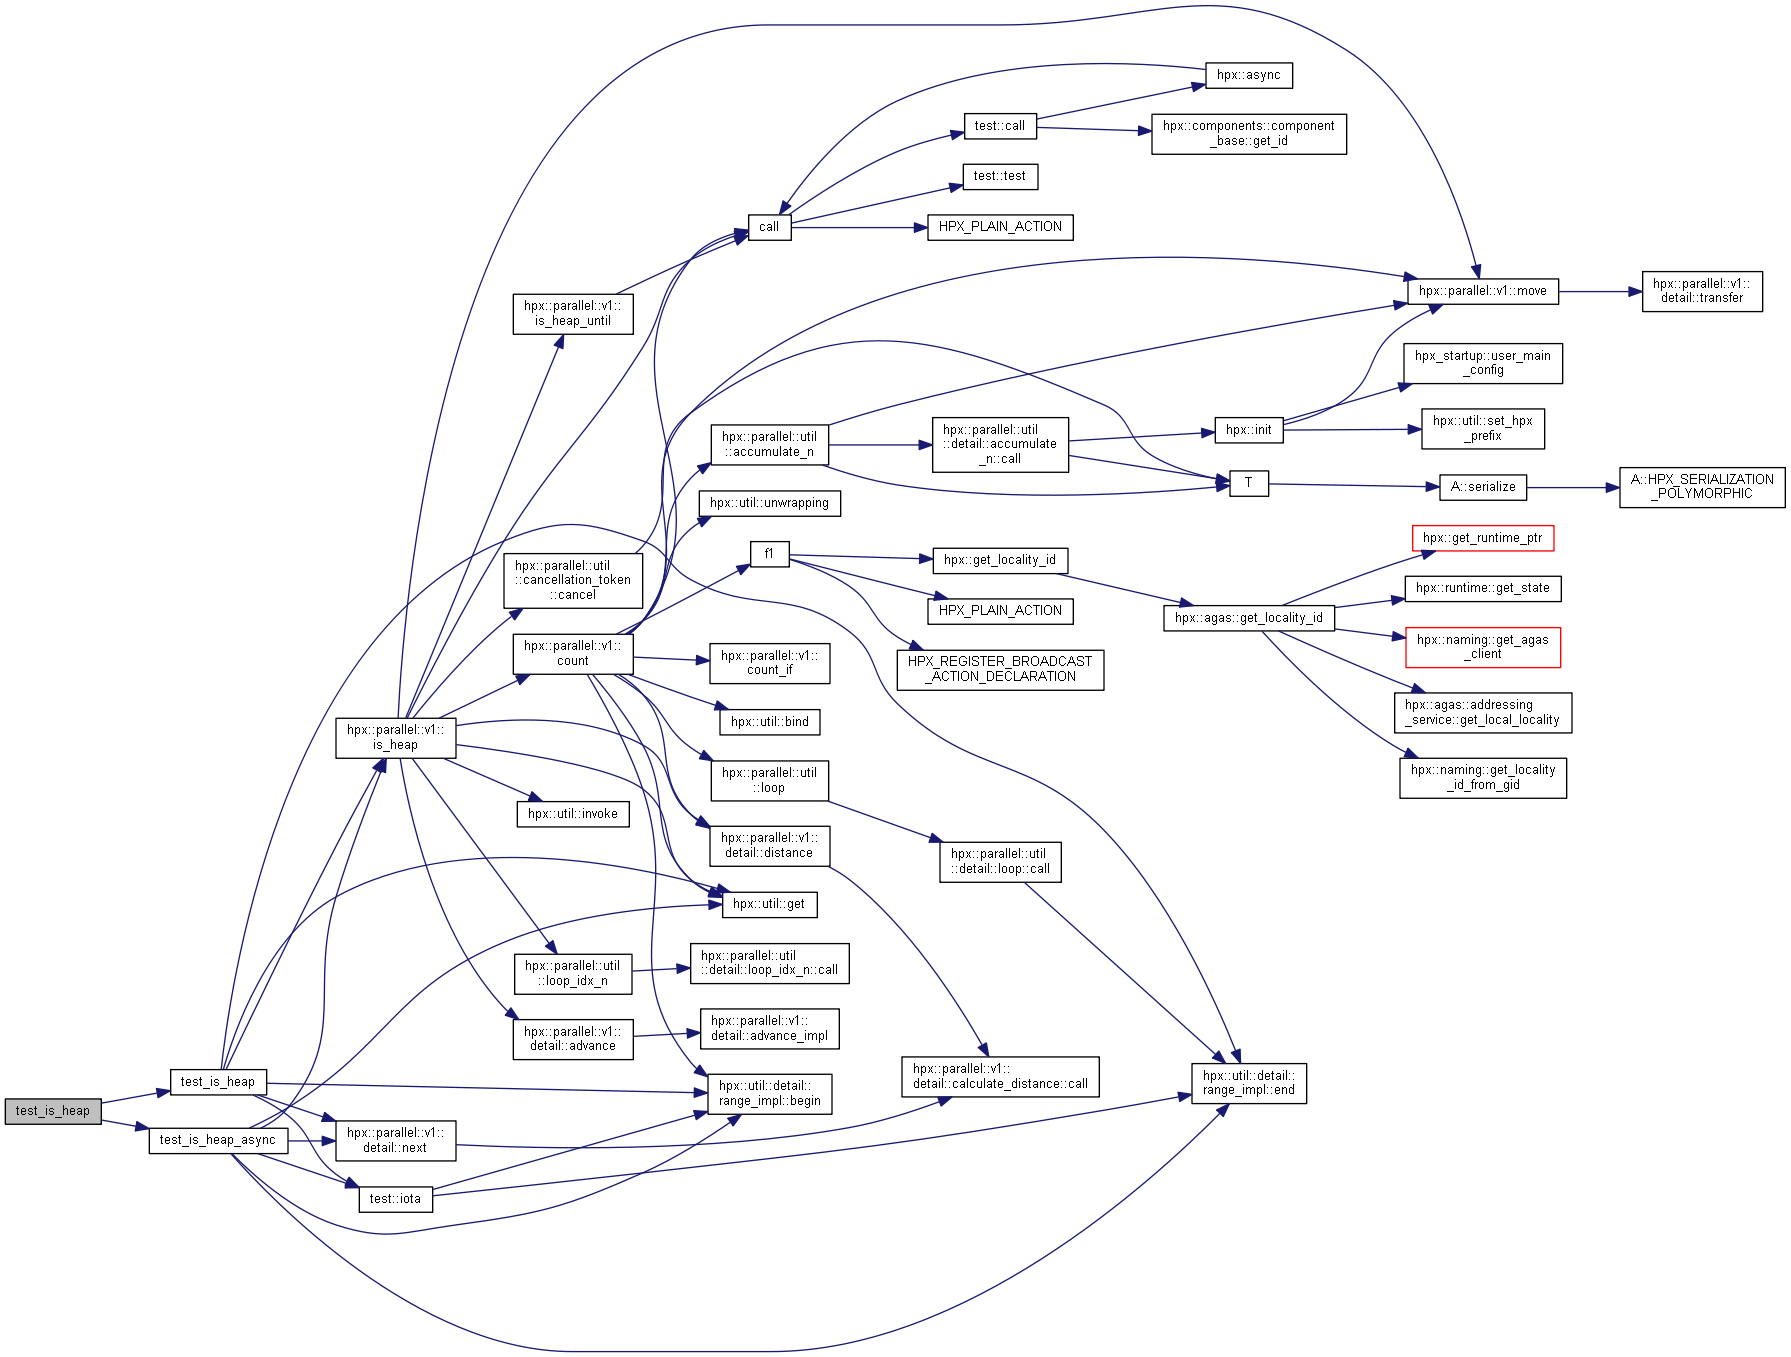 hpx::async
test::call
hpx::components::component
_base::get_id
test::test
call
HPX_PLAIN_ACTION
hpx::parallel::v1::
is_heap_until
hpx::parallel::v1::move
hpx::parallel::v1::
detail::transfer
hpx_startup::user_main
_config
hpx::util::set_hpx
_prefix
hpx::init
hpx::parallel::util
::accumulate_n
hpx::parallel::util
::detail::accumulate
_n::call
T
A::serialize
A::HPX_SERIALIZATION
_POLYMORPHIC
hpx::util::unwrapping
f1
hpx::get_locality_id
HPX_PLAIN_ACTION
HPX_REGISTER_BROADCAST
_ACTION_DECLARATION
hpx::agas::get_locality_id
hpx::get_runtime_ptr
hpx::runtime::get_state
hpx::naming::get_agas
_client
hpx::agas::addressing
_service::get_local_locality
hpx::naming::get_locality
_id_from_gid
hpx::parallel::util
::cancellation_token
::cancel
hpx::parallel::v1::
count
hpx::parallel::v1::
count_if
hpx::util::bind
hpx::parallel::util
::loop
hpx::parallel::v1::
is_heap
hpx::util::invoke
hpx::parallel::v1::
detail::distance
hpx::parallel::util
::detail::loop::call
hpx::util::get
hpx::parallel::util
::loop_idx_n
hpx::parallel::util
::detail::loop_idx_n::call
hpx::parallel::v1::
detail::advance
hpx::parallel::v1::
detail::advance_impl
hpx::parallel::v1::
detail::calculate_distance::call
hpx::util::detail::
range_impl::begin
hpx::util::detail::
range_impl::end
test_is_heap
test_is_heap
test_is_heap_async
hpx::parallel::v1::
detail::next
test::iota